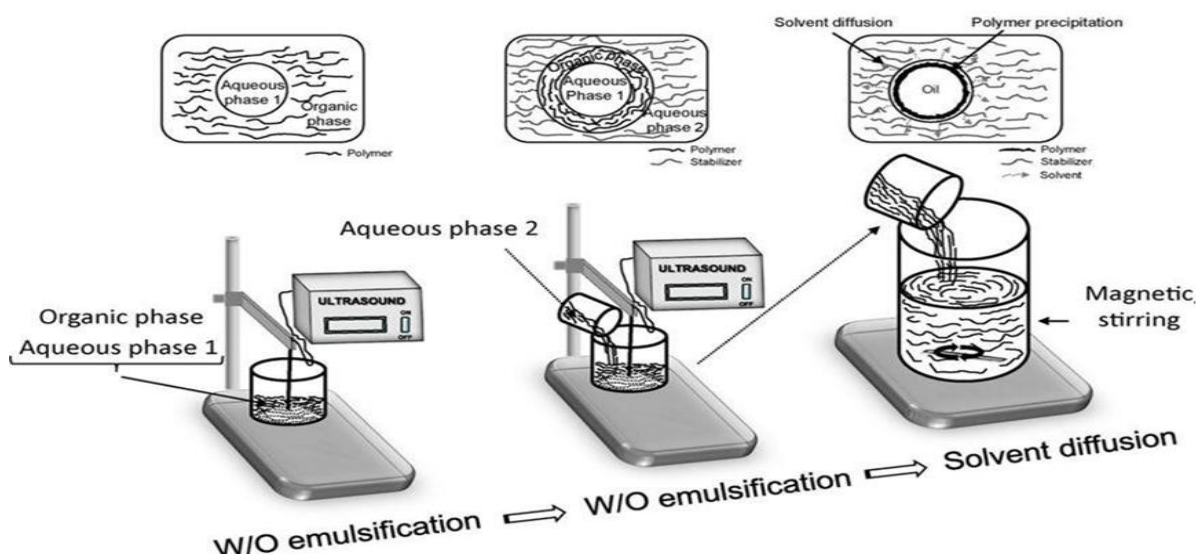 Aqueous
phase 1
Organic
phase
Polymer
Organic phase
Aqueous
Phase 1
Aqueous
phase 2
Polymer
Stabilizer
Solvent diffusion
Polymer precipitation
Oil
Polymer
Stabilizer
Solvent
Organic phase
Aqueous phase 1
ULTRASOUND
ON
OFF
Aqueous phase 2
ULTRASOUND
ON
OFF
Magnetic,
stirring
W/O emulsification
W/O emulsification
Solvent diffusion